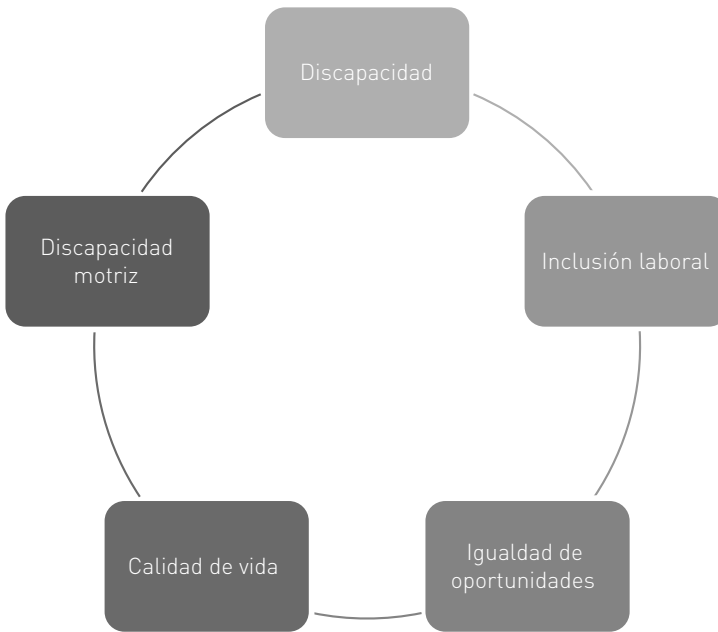 Discapacidad
Inclusión laboral
Igualdad de
oportunidades
Calidad de vida
Discapacidad
motriz